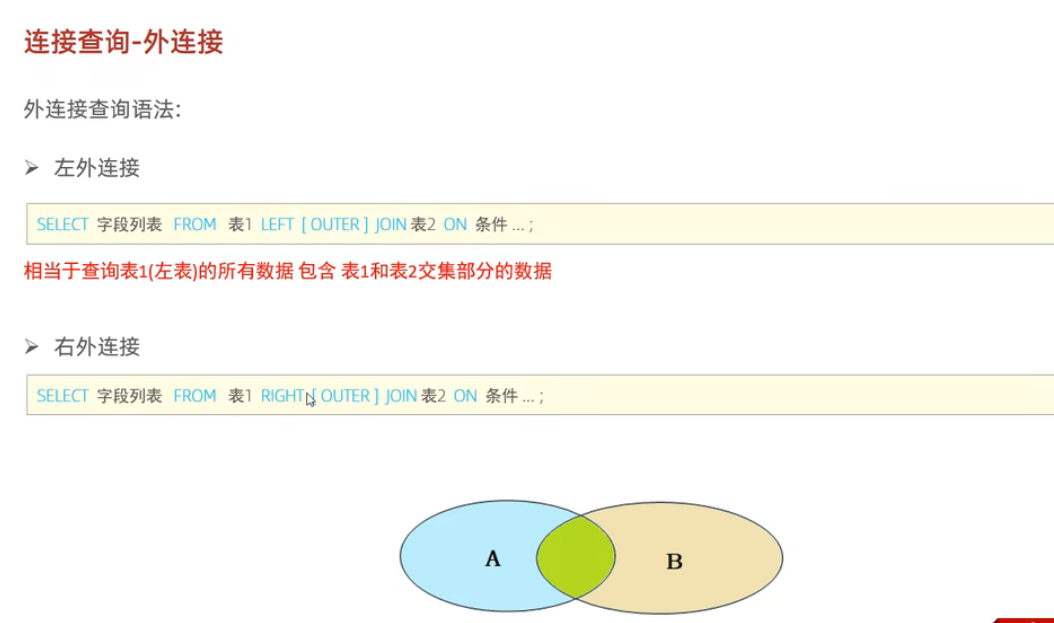 连接查询-外连接
外连接查询语法:
➢ 左外连接
SELECT 字段列表 FROM 表1 LEFT [ OUTER ] JOIN 表2 ON 条件 ... ;
相当于查询表1(左表)的所有数据 包含 表1和表2交集部分的数据
➢ 右外连接
SELECT 字段列表 FROM 表1 RIGHT [ OUTER ] JOIN 表2 ON 条件 ... ;
A B